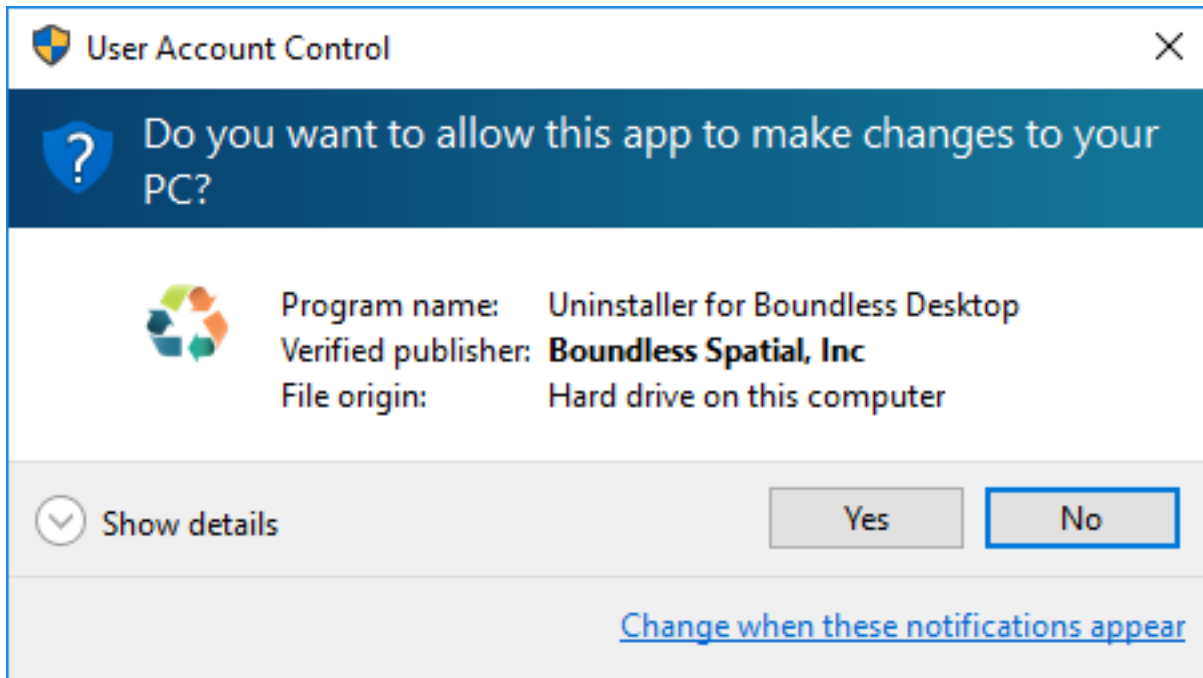 User Account Control
Do you want to allow this app to make changes to your
PC?
Program name: Uninstaller for Boundless Desktop
Verified publisher: Boundless Spatial, Inc
File origin: Hard drive on this computer
Show details
Yes
No
Change when these notifications appear